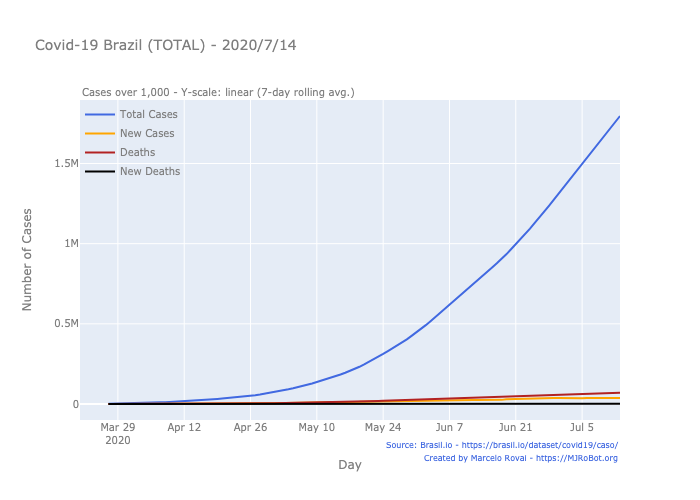 Covid-19 Brazil (TOTAL) - 2020/7/14
Cases over 1,000 - Y-scale: linear (7-day rolling avg.)
Total Cases
New Cases
Deaths
New Deaths
1.5M
1M
0.5M
0
Number of Cases
Mar 29 Apr 12 Apr 26 May 10 May 24 Jun 7 Jun 21 Jul 5
2020
Day
Source: Brasil.io - https://brasil.io/dataset/covid19/caso/
Created by Marcelo Rovai - https://MJRoBot.org